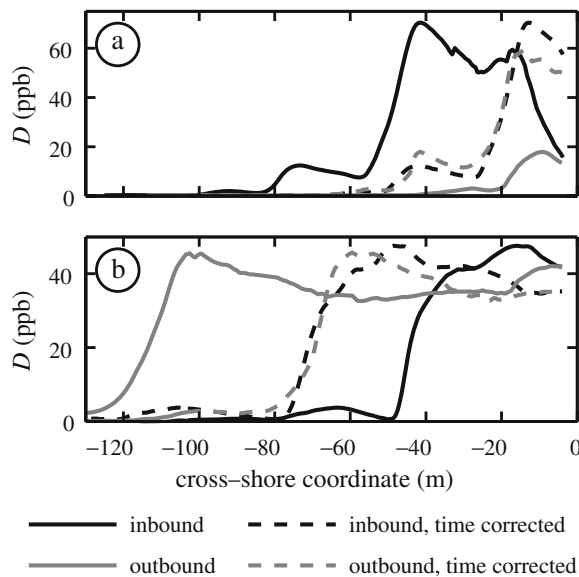 a
60
40
20
0
D (ppb)
b
40
20
0
D (ppb)
−120 −100 −80 −60 −40 −20 0
cross–shore coordinate (m)
inbound
inbound, time corrected
outbound
outbound, time corrected